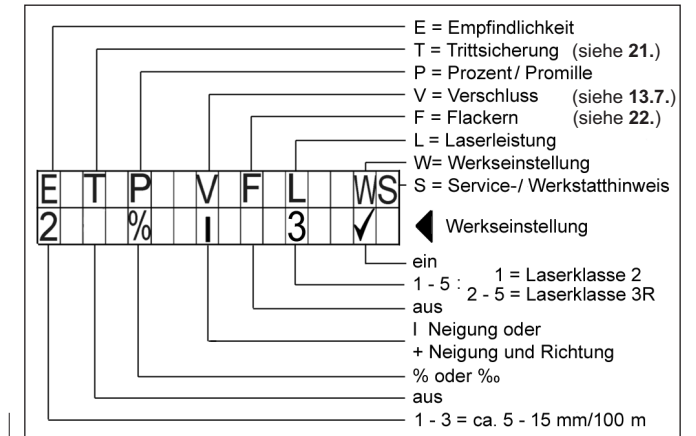 E = Empfindlichkeit
T = Trittsicherung (siehe 21.)
P = Prozent / Promille
V = Verschluss (siehe 13.7.)
F = Flackern (siehe 22.)
L = Laserleistung
W= Werkseinstellung
S = Service-/ Werkstatthinweis
E T P V F L WS
2 % I 3 ✓
Werkseinstellung
ein
1 - 5 : 1 = Laserklasse 2
2 - 5 = Laserklasse 3R
aus
I Neigung oder
+ Neigung und Richtung
% oder ‰
aus
1 - 3 = ca. 5 - 15 mm/100 m